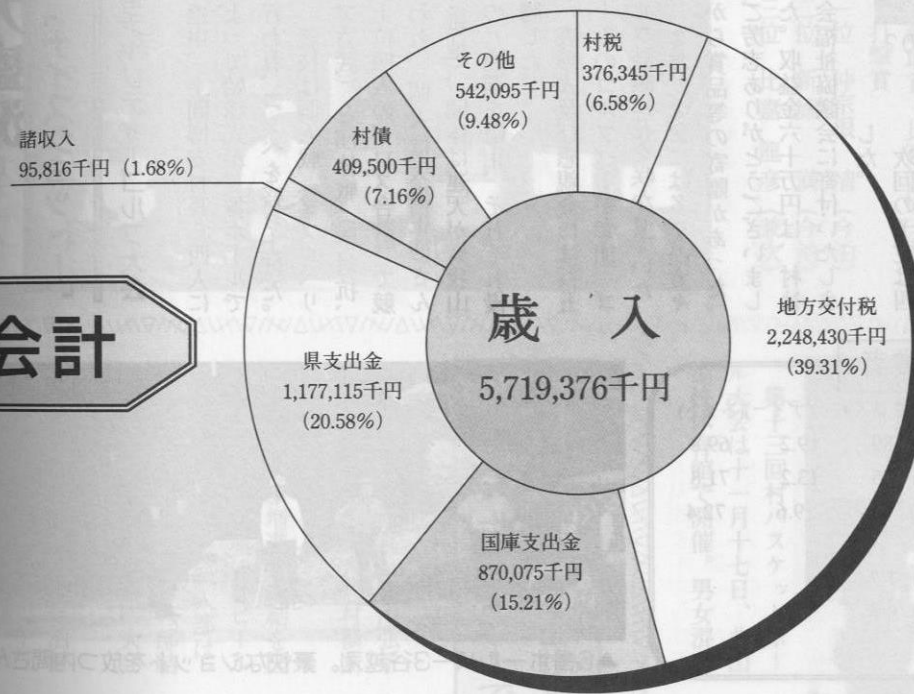 会計
歳入
5,719,376千円
村税
376,345千円
(6.58%)
地方交付税
2,248,430千円
(39.31%)
国庫支出金
870,075千円
(15.21%)
県支出金
1,177,115千円
(20.58%)
諸収入
95,816千円 (1.68%)
村債
409,500千円
(7.16%)
その他
542,095千円
(9.48%)